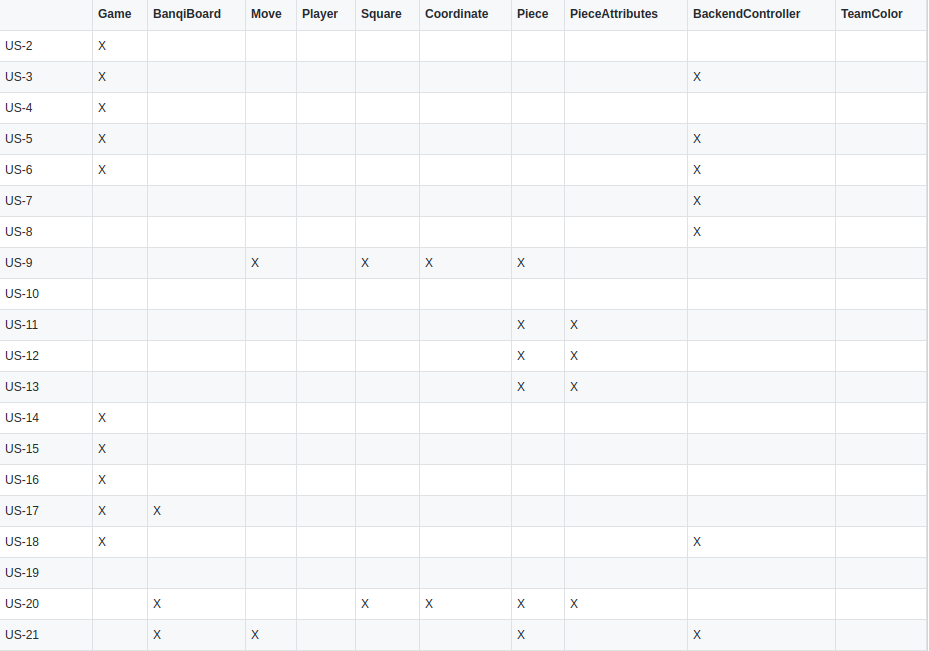 Game BanqiBoard Move Player Square Coordinate Piece PieceAttributes BackendController TeamColor
US-2 X
US-3 X X
US-4 X
US-5 X X
US-6 X X
US-7 X
US-8 X
US-9 X X X X
US-10
US-11 X X
US-12 X X
US-13 X X
US-14 X
US-15 X
US-16 X
US-17 X X
US-18 X X
US-19
US-20 X X X X X
US-21 X X X X